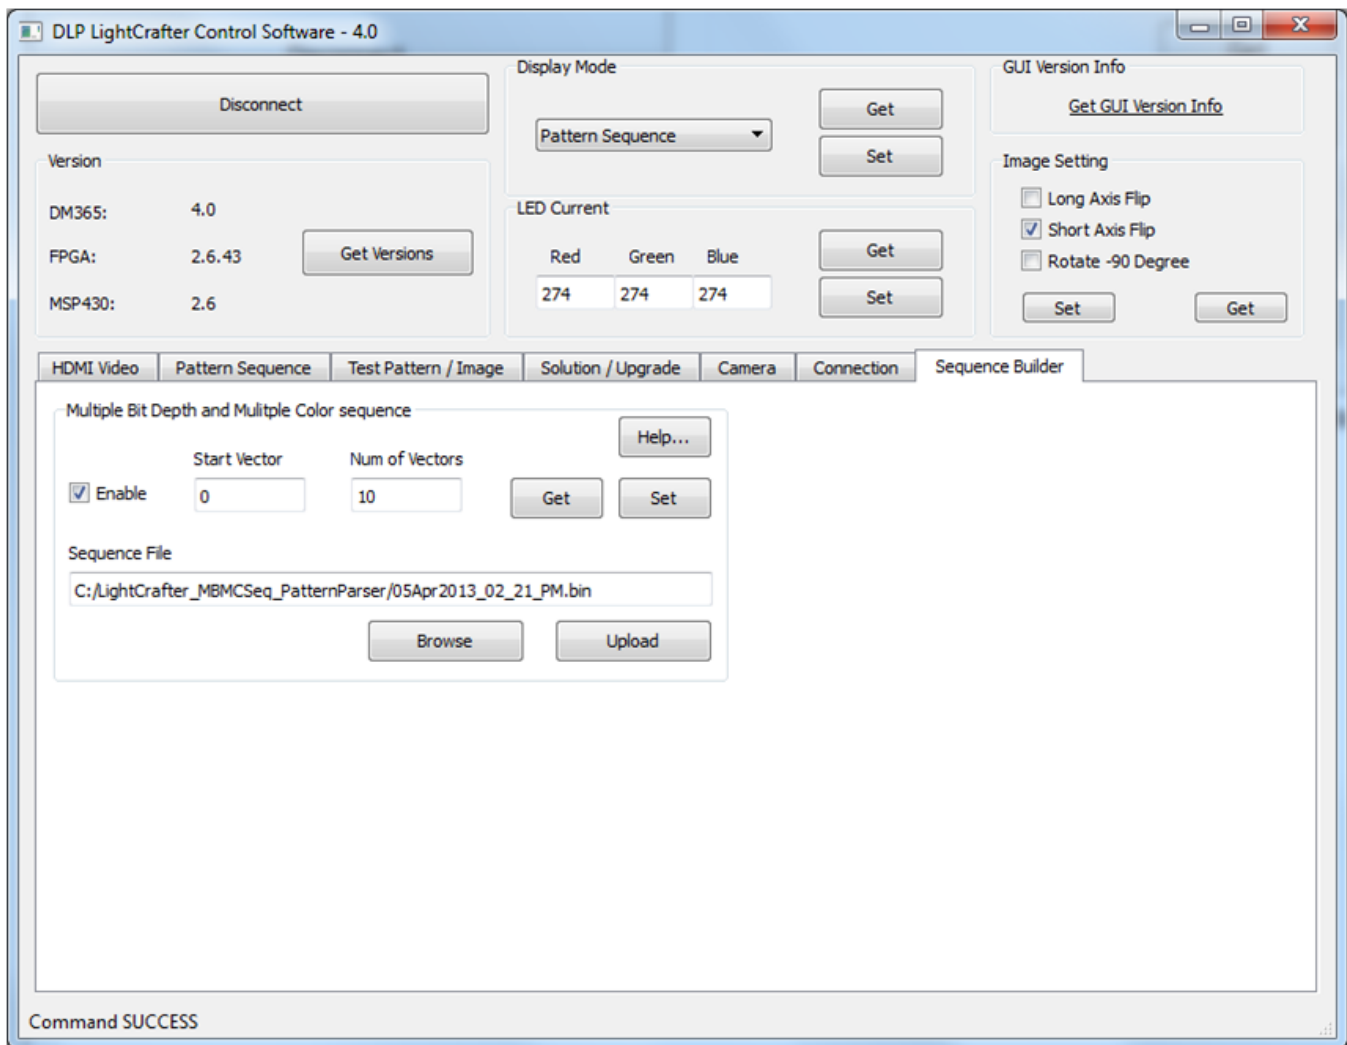 DLP LightCrafter Control Software - 4.0
Disconnect
Version
DM365: 4.0
FPGA: 2.6.43
Get Versions
MSP430: 2.6
Display Mode
Pattern Sequence
Get
Set
LED Current
Red Green Blue
274 274 274
Get
Set
GUI Version Info
Get GUI Version Info
Image Setting
Long Axis Flip
Short Axis Flip
Rotate -90 Degree
Set Get
HDMI Video Pattern Sequence Test Pattern / Image Solution / Upgrade Camera Connection Sequence Builder
Multiple Bit Depth and Mulitple Color sequence
Help...
Start Vector Num of Vectors
Enable 0 10 Get Set
Sequence File
C:/LightCrafter_MBMCSeq_PatternParser/05Apr2013_02_21_PM.bin
Browse Upload
Command SUCCESS